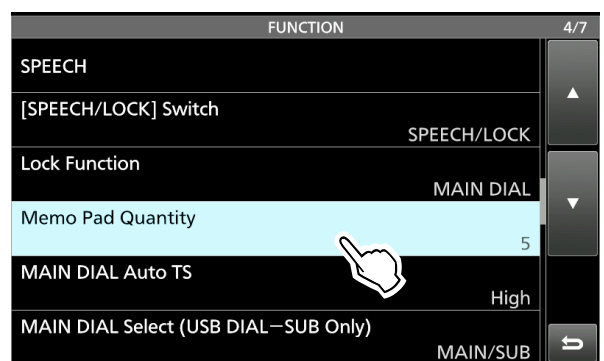 FUNCTION 4/7
SPEECH
[SPEECH/LOCK] Switch
SPEECH/LOCK
Lock Function
MAIN DIAL
Memo Pad Quantity
5
MAIN DIAL Auto TS
High
MAIN DIAL Select (USB DIAL−SUB Only)
MAIN/SUB